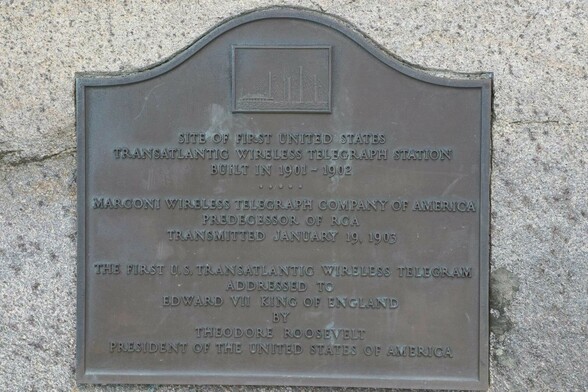 SITE OF FIRST UNITED STATES
TRANSATLANTIC WIRELESS TELEGRAPH STATION
BUILT IN 1901-1902
* * * * *
MARCONI WIRELESS TELEGRAPH COMPANY OF AMERICA
PREDECESSOR OF RCA
TRANSMITTED JANUARY 19, 1903
THE FIRST U.S. TRANSATLANTIC WIRELESS TELEGRAM
ADDRESSED TO
EDWARD VII KING OF ENGLAND
BY
THEODORE ROOSEVELT
PRESIDENT OF THE UNITED STATES OF AMERICA